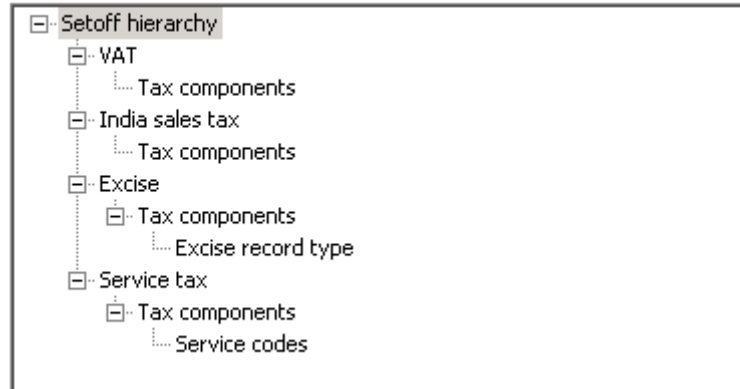 Setoff hierarchy
VAT
Tax components
India sales tax
Tax components
Excise
Tax components
Excise record type
Service tax
Tax components
Service codes